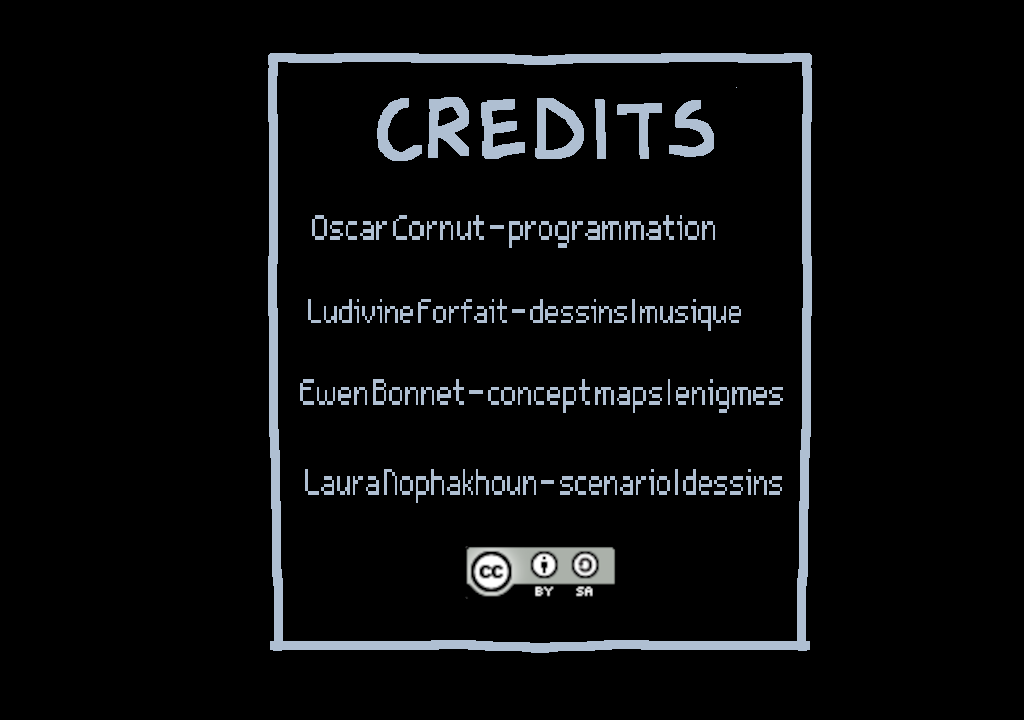 CREDITS
Oscar Cornut - programmation
Ludivine Forfait - dessins|musique
Ewen Bonnet - concept maps|enigmes
Laura Nophakhoun - scenario|dessins
cc BY SA